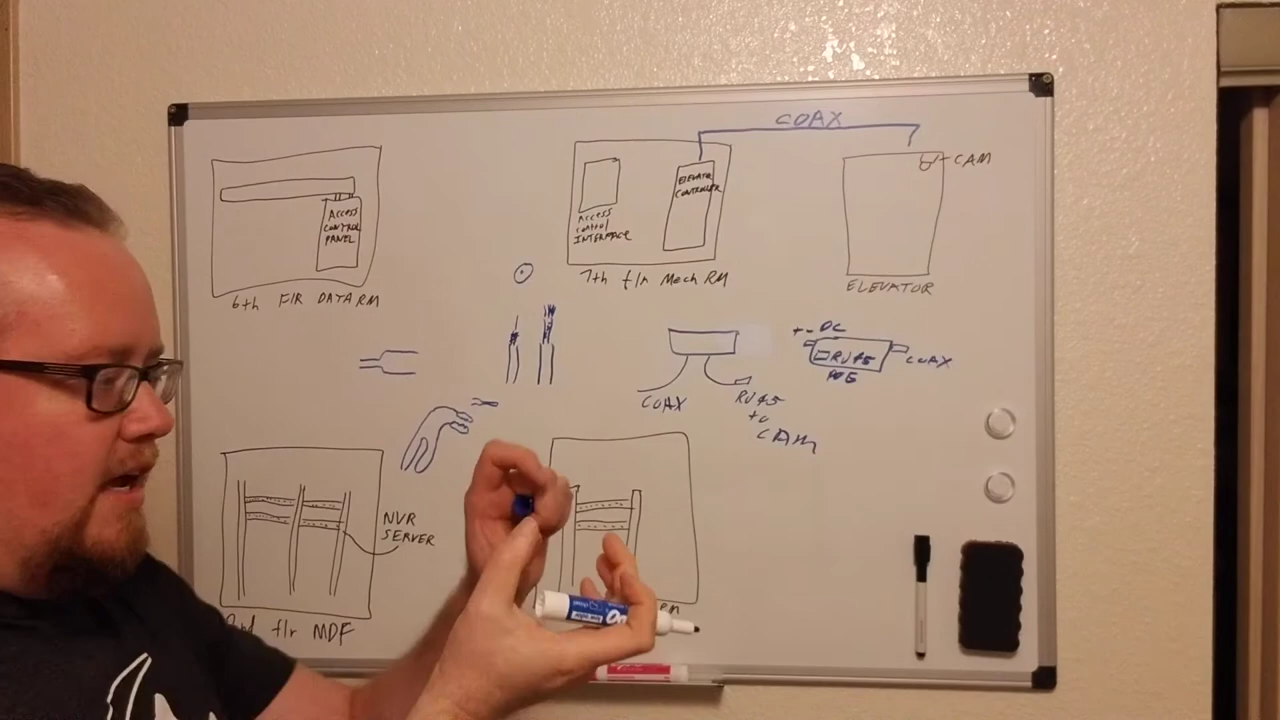 COAX
CAM
ELEVATOR
CONTROLLER
ACCESS
CONTROL
PANEL
ACCESS
CONTROL
INTERFACE
6th FLR DATA RM
7th flr Mech RM
ELEVATOR
+- DC
RJ45
POE
COAX
COAX
RJ45
to
CAM
NVR
SERVER
flr MDF